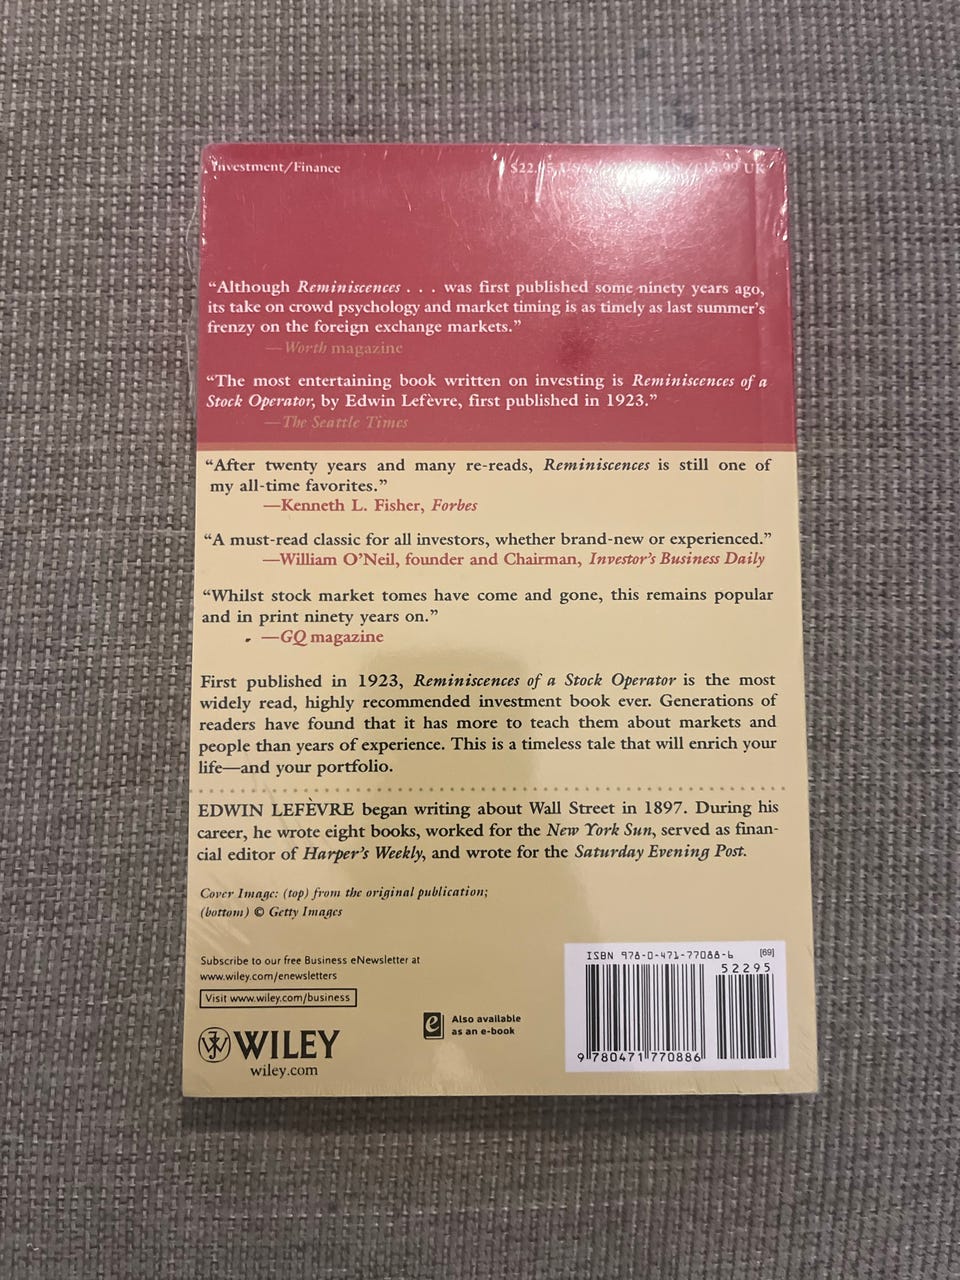 Investment/Finance
$22.95 USA 15.99 UK
“Although Reminiscences . . . was first published some ninety years ago,
its take on crowd psychology and market timing is as timely as last summer’s
frenzy on the foreign exchange markets.”
—Worth magazine
“The most entertaining book written on investing is Reminiscences of a
Stock Operator, by Edwin Lefèvre, first published in 1923.”
—The Seattle Times
“After twenty years and many re-reads, Reminiscences is still one of
my all-time favorites.”
—Kenneth L. Fisher, Forbes
“A must-read classic for all investors, whether brand-new or experienced.”
—William O’Neil, founder and Chairman, Investor’s Business Daily
“Whilst stock market tomes have come and gone, this remains popular
and in print ninety years on.”
—GQ magazine
First published in 1923, Reminiscences of a Stock Operator is the most
widely read, highly recommended investment book ever. Generations of
readers have found that it has more to teach them about markets and
people than years of experience. This is a timeless tale that will enrich your
life—and your portfolio.
EDWIN LEFÈVRE began writing about Wall Street in 1897. During his
career, he wrote eight books, worked for the New York Sun, served as finan-
cial editor of Harper’s Weekly, and wrote for the Saturday Evening Post.
Cover Image: (top) from the original publication;
(bottom) © Getty Images
Subscribe to our free Business eNewsletter at
www.wiley.com/enewsletters
Visit www.wiley.com/business
WILEY
wiley.com
e
Also available
as an e-book
ISBN 978-0-471-77088-6 [69]
52295
9 780471 770886